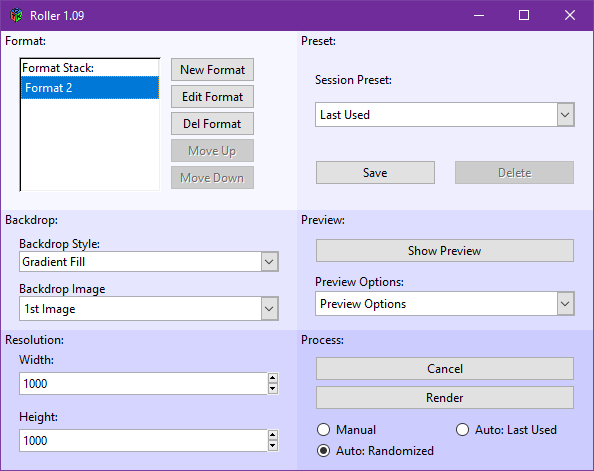 Roller 1.09
Format:
Format Stack:
Format 2
New Format
Edit Format
Del Format
Move Up
Move Down
Preset:
Session Preset:
Last Used
Save
Delete
Backdrop:
Backdrop Style:
Gradient Fill
Backdrop Image
1st Image
Preview:
Show Preview
Preview Options:
Preview Options
Resolution:
Width:
1000
Height:
1000
Process:
Cancel
Render
Manual
Auto: Last Used
Auto: Randomized